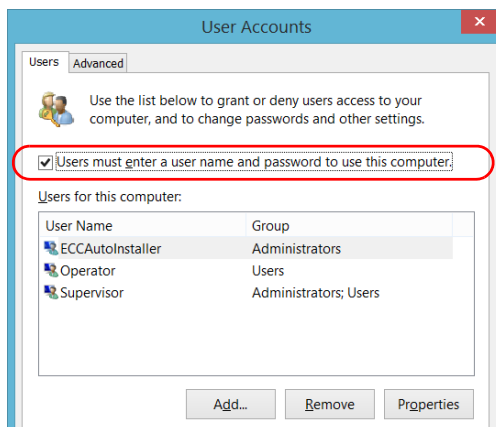 User Accounts
Users Advanced
Use the list below to grant or deny users access to your
computer, and to change passwords and other settings.
Users must enter a user name and password to use this computer.
Users for this computer:
User Name Group
ECCAutoInstaller Administrators
Operator Users
Supervisor Administrators; Users
Add... Remove Properties